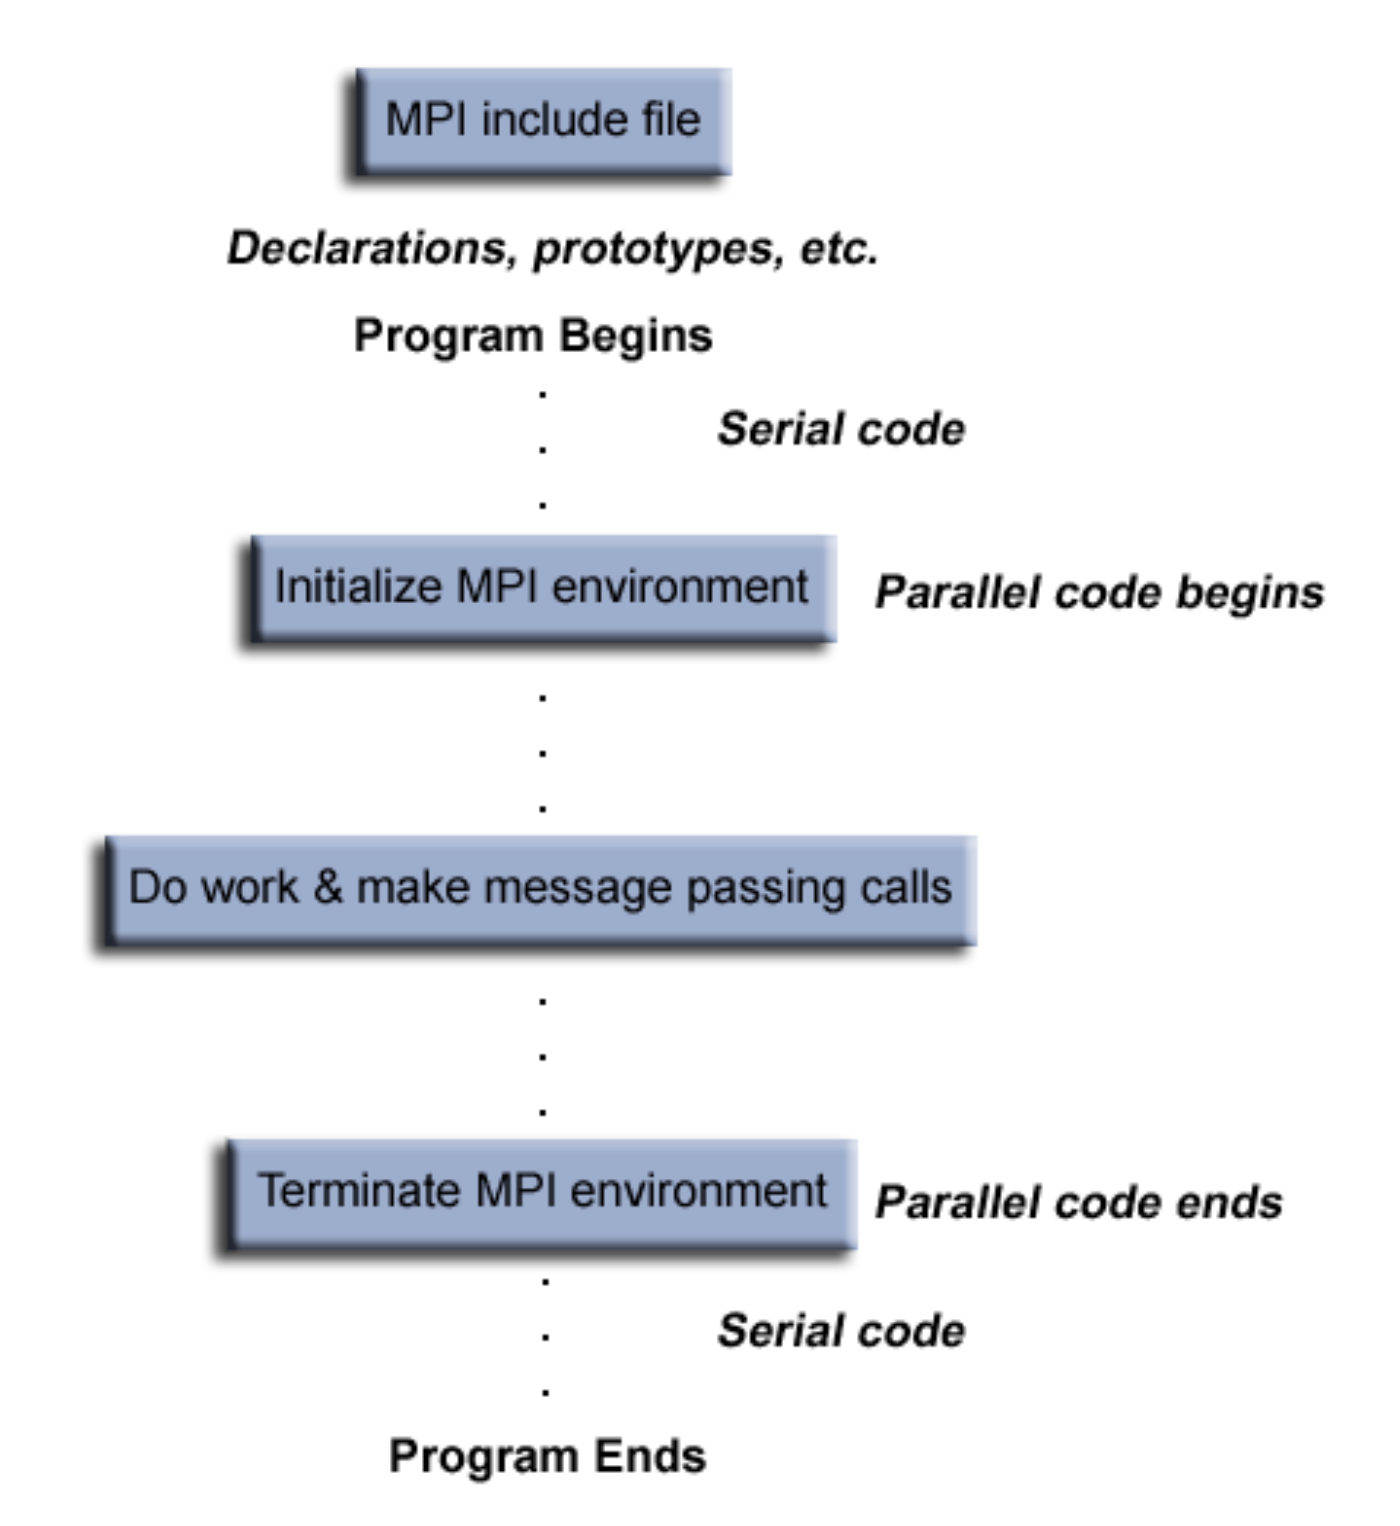 MPI include file
Declarations, prototypes, etc.
Program Begins
Serial code
Initialize MPI environment
Parallel code begins
Do work & make message passing calls
Terminate MPI environment
Parallel code ends
Serial code
Program Ends